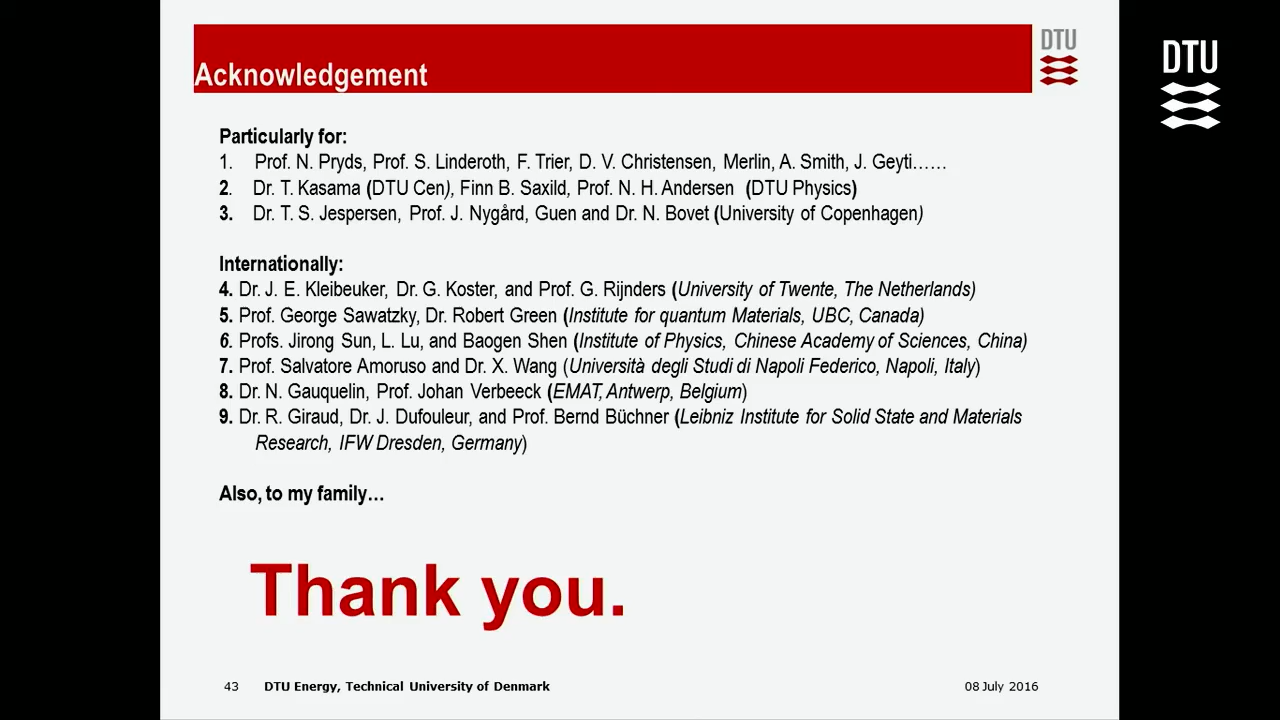 Acknowledgement
DTU
DTU
Particularly for:
1. Prof. N. Pryds, Prof. S. Linderoth, F. Trier, D. V. Christensen, Merlin, A. Smith, J. Geyti……
2. Dr. T. Kasama (DTU Cen), Finn B. Saxild, Prof. N. H. Andersen (DTU Physics)
3. Dr. T. S. Jespersen, Prof. J. Nygård, Guen and Dr. N. Bovet (University of Copenhagen)
Internationally:
4. Dr. J. E. Kleibeuker, Dr. G. Koster, and Prof. G. Rijnders (University of Twente, The Netherlands)
5. Prof. George Sawatzky, Dr. Robert Green (Institute for quantum Materials, UBC, Canada)
6. Profs. Jirong Sun, L. Lu, and Baogen Shen (Institute of Physics, Chinese Academy of Sciences, China)
7. Prof. Salvatore Amoruso and Dr. X. Wang (Università degli Studi di Napoli Federico, Napoli, Italy)
8. Dr. N. Gauquelin, Prof. Johan Verbeeck (EMAT, Antwerp, Belgium)
9. Dr. R. Giraud, Dr. J. Dufouleur, and Prof. Bernd Büchner (Leibniz Institute for Solid State and Materials
Research, IFW Dresden, Germany)
Also, to my family…
Thank you.
43 DTU Energy, Technical University of Denmark 08 July 2016